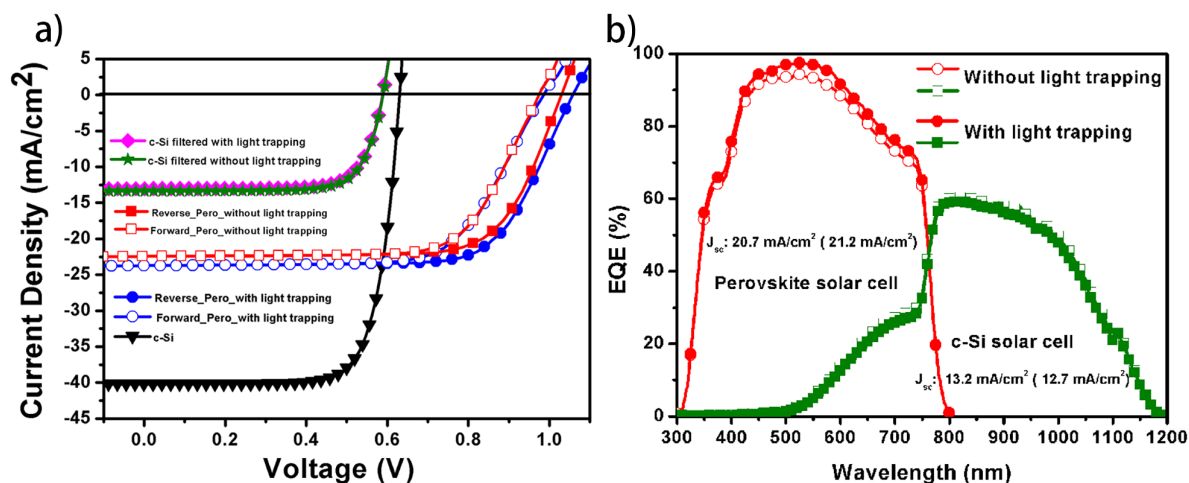 a)
5
0
-5
-10
-15
-20
-25
-30
-35
-40
-45
Current Density (mA/cm²)
c-Si filtered with light trapping
c-Si filtered without light trapping
Reverse_Pero_without light trapping
Forward_Pero_without light trapping
Reverse_Pero_with light trapping
Forward_Pero_with light trapping
c-Si
0.0 0.2 0.4 0.6 0.8 1.0
Voltage (V)
b)
100
80
60
40
20
0
EQE (%)
Without light trapping
With light trapping
Jsc: 20.7 mA/cm² ( 21.2 mA/cm²)
Perovskite solar cell
c-Si solar cell
Jsc: 13.2 mA/cm² ( 12.7 mA/cm²)
300 400 500 600 700 800 900 1000 1100 1200
Wavelength (nm)